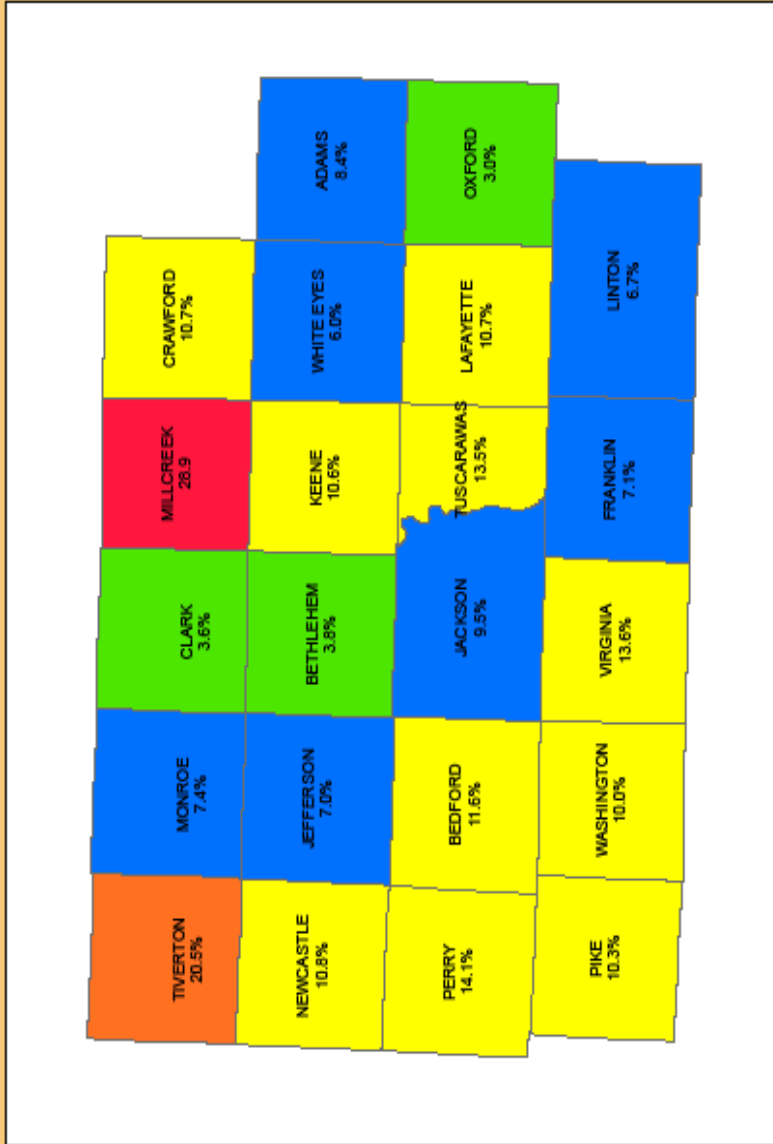 TIVERTON
20.5%
MONROE
7.4%
CLARK
3.6%
MILLCREEK
28.9
CRAWFORD
10.7%
NEWCASTLE
10.8%
JEFFERSON
7.0%
BETHLEHEM
3.8%
KEENE
10.6%
WHITE EYES
6.0%
ADAMS
8.4%
PERRY
14.1%
BEDFORD
11.6%
JACKSON
9.5%
TUSCARAWAS
13.5%
LAFAYETTE
10.7%
OXFORD
3.0%
PIKE
10.3%
WASHINGTON
10.0%
VIRGINIA
13.6%
FRANKLIN
7.1%
LINTON
6.7%